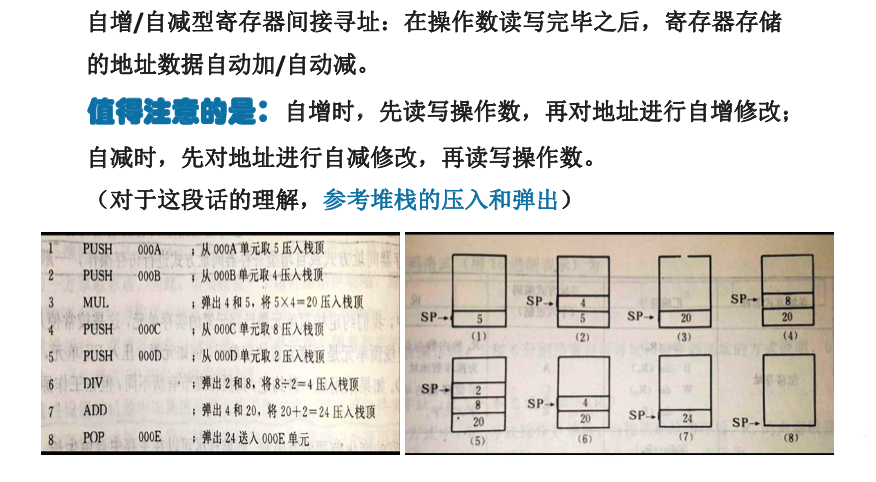 自增/自减型寄存器间接寻址：在操作数读写完毕之后，寄存器存储
的地址数据自动加/自动减。
值得注意的是：自增时，先读写操作数，再对地址进行自增修改；
自减时，先对地址进行自减修改，再读写操作数。
（对于这段话的理解，参考堆栈的压入和弹出）
1 PUSH 000A ；从 000A 单元取 5 压入栈顶
2 PUSH 000B ；从 000B 单元取 4 压入栈顶
3 MUL ；弹出 4 和 5，将 5×4＝20 压入栈顶
4 PUSH 000C ；从 000C 单元取 8 压入栈顶
5 PUSH 000D ；从 000D 单元取 2 压入栈顶
6 DIV ；弹出 2 和 8，将 8÷2＝4 压入栈顶
7 ADD ；弹出 4 和 20，将 20＋2＝24 压入栈顶
8 POP 000E ；弹出 24 送入 000E 单元
SP→ 5
(1)
SP→ 4
5
(2)
SP→ 20
(3)
SP→ 8
20
(4)
SP→ 2
8
20
(5)
SP→ 4
20
(6)
SP→ 24
(7)
SP→
(8)